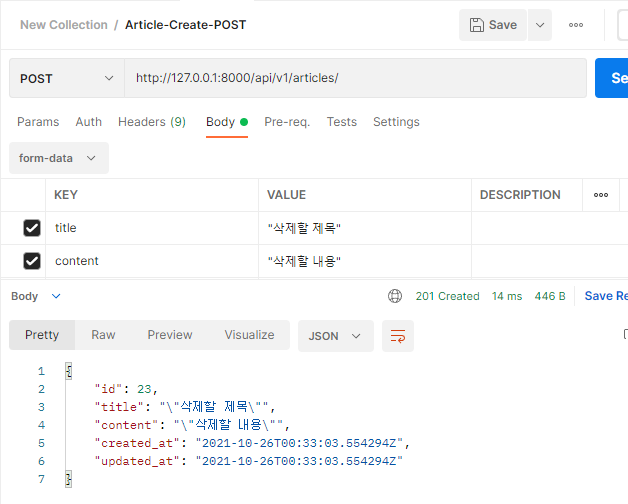 New Collection / Article-Create-POST Save
POST http://127.0.0.1:8000/api/v1/articles/ Se
Params Auth Headers (9) Body Pre-req. Tests Settings
form-data
KEY VALUE DESCRIPTION
title "삭제할 제목"
content "삭제할 내용"
Body 201 Created 14 ms 446 B Save Re
Pretty Raw Preview Visualize JSON
1 {
2 "id": 23,
3 "title": "\"삭제할 제목\"",
4 "content": "\"삭제할 내용\"",
5 "created_at": "2021-10-26T00:33:03.554294Z",
6 "updated_at": "2021-10-26T00:33:03.554294Z"
7 }